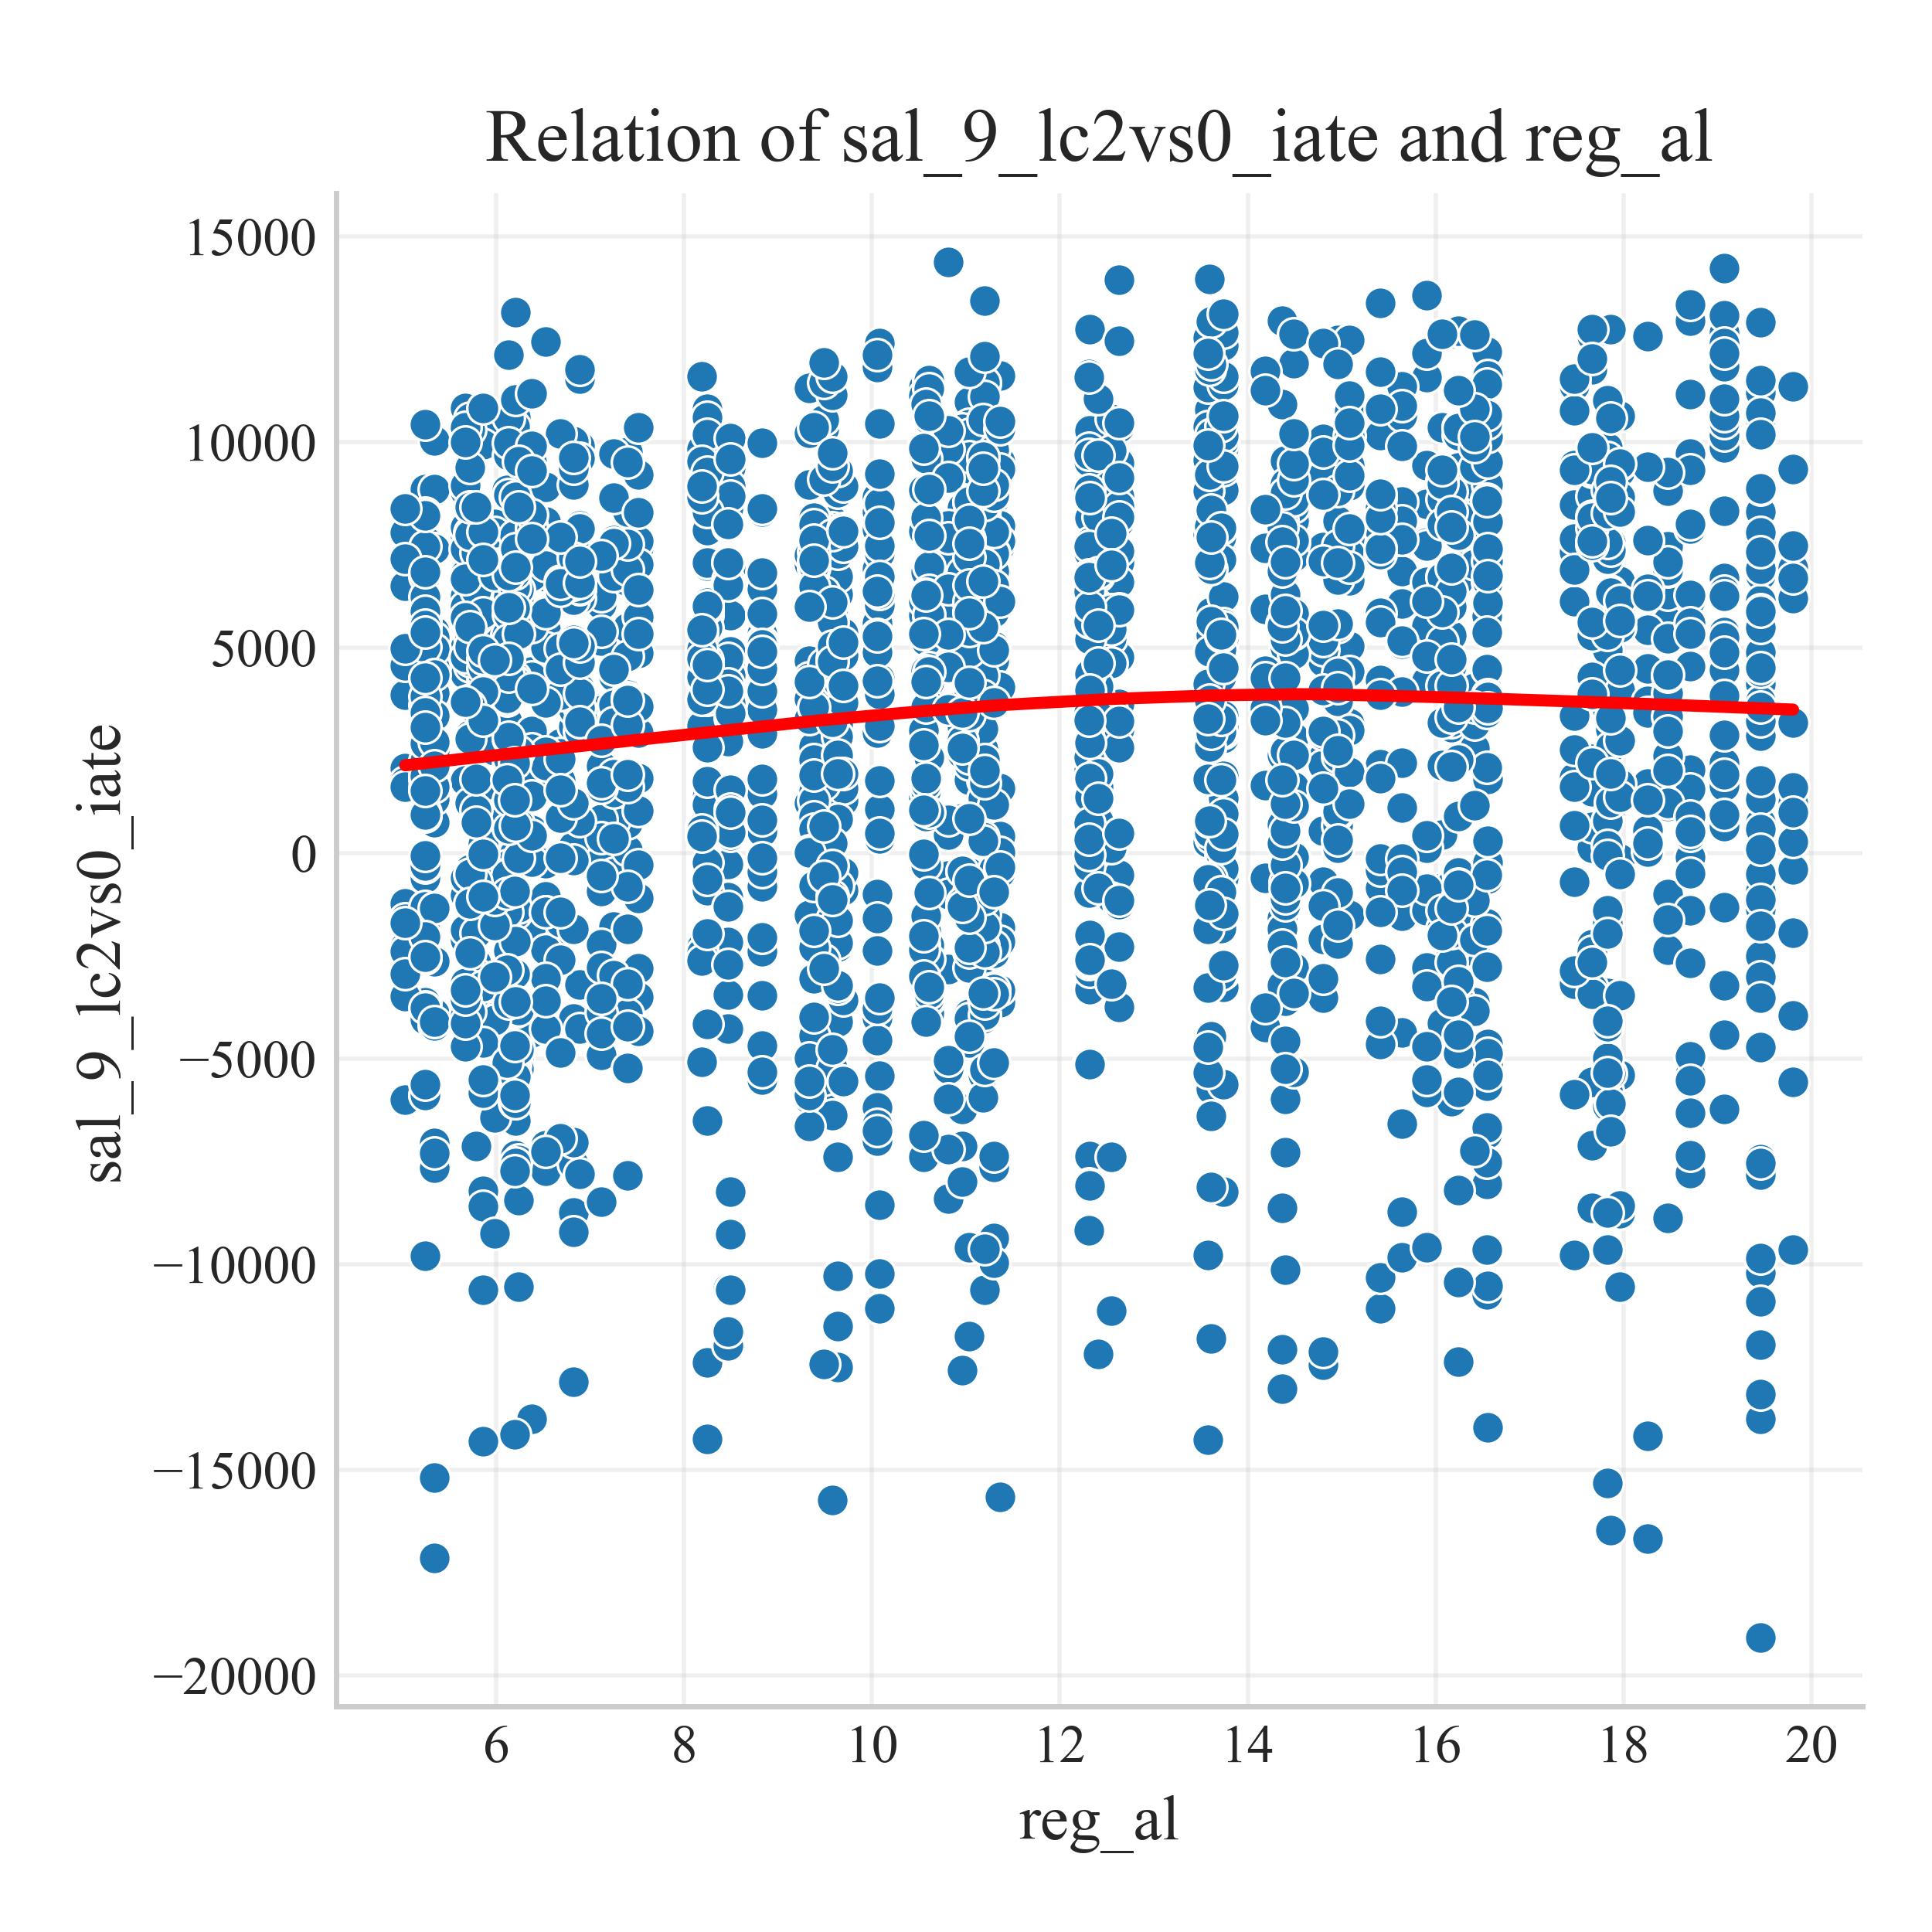 Relation of sal_9_lc2vs0_iate and reg_al
15000
10000
5000
0
−5000
−10000
−15000
−20000
sal_9_lc2vs0_iate
6 8 10 12 14 16 18 20
reg_al